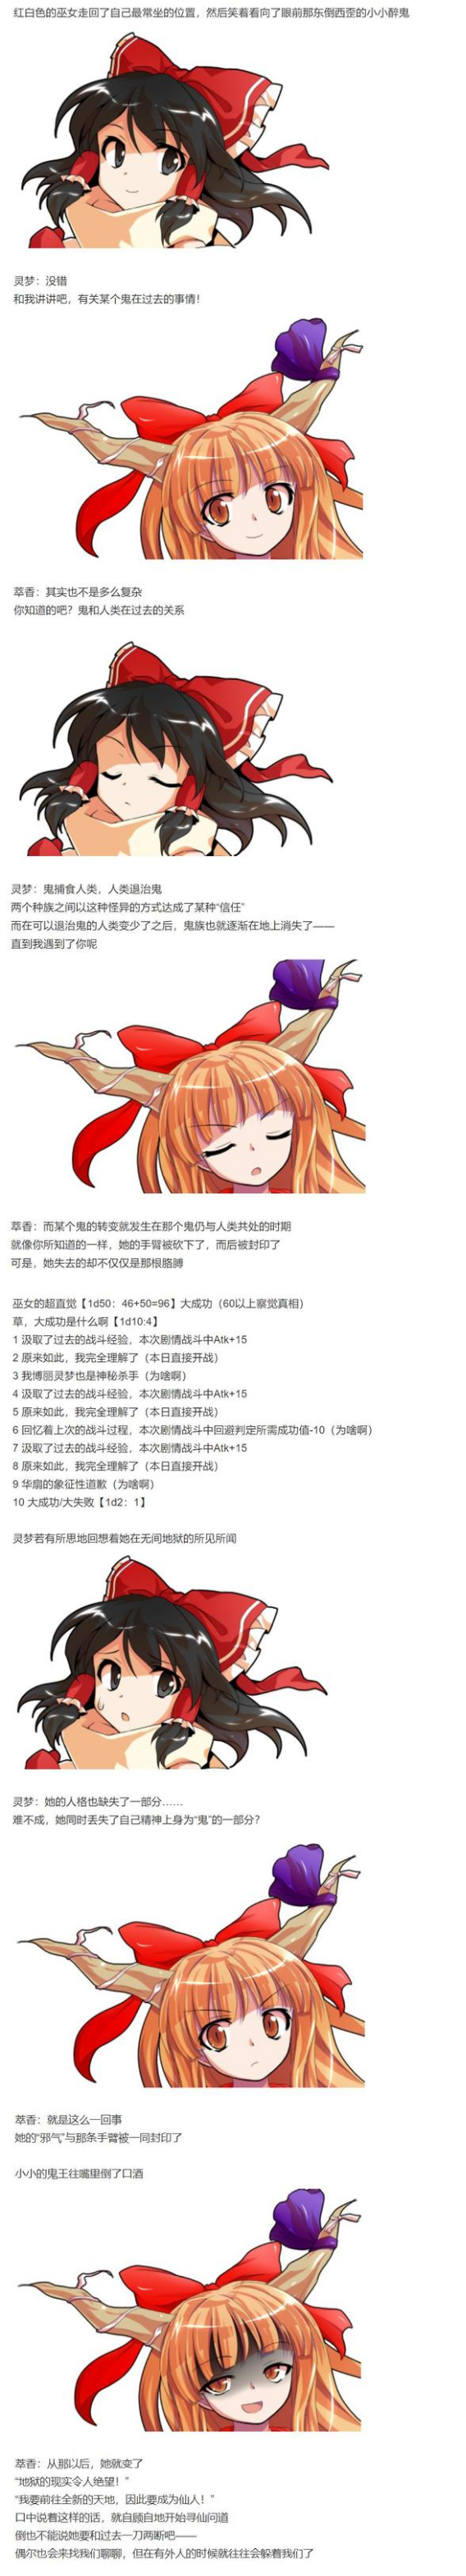 红白色的巫女走回了自己最常坐的位置，然后笑着看向了眼前那东倒西歪的小小醉鬼
灵梦：没错
和我讲讲吧，有关某个鬼在过去的事情！
萃香：其实也不是多么复杂
你知道的吧？鬼和人类在过去的关系
灵梦：鬼捕食人类，人类退治鬼
两个种族之间以这种怪异的方式达成了某种“信任”
而在可以退治鬼的人类变少了之后，鬼族也就逐渐在地上消失了——
直到我遇到了你呢
萃香：而某个鬼的转变就发生在那个鬼仍与人类共处的时期
就像你所知道的一样，她的手臂被砍下了，而后被封印了
可是，她失去的却不仅仅是那根胳膊
巫女的超直觉【1d50：46+50=96】大成功（60以上察觉真相）
草，大成功是什么啊【1d10:4】
1 汲取了过去的战斗经验，本次剧情战斗中Atk+15
2 原来如此，我完全理解了（本日直接开战）
3 我博丽灵梦也是神秘杀手（为啥啊）
4 汲取了过去的战斗经验，本次剧情战斗中Atk+15
5 原来如此，我完全理解了（本日直接开战）
6 回忆着上次的战斗过程，本次剧情战斗中回避判定所需成功值-10（为啥啊）
7 汲取了过去的战斗经验，本次剧情战斗中Atk+15
8 原来如此，我完全理解了（本日直接开战）
9 华扇的象征性道歉（为啥啊）
10 大成功/大失败【1d2：1】
灵梦若有所思地回想着她在无间地狱的所见所闻
灵梦：她的人格也缺失了一部分……
难不成，她同时丢失了自己精神上身为“鬼”的一部分？
萃香：就是这么一回事
她的“邪气”与那条手臂被一同封印了
小小的鬼王往嘴里倒了口酒
萃香：从那以后，她就变了
“地狱的现实令人绝望！”
“我要前往全新的天地，因此要成为仙人！”
口中说着这样的话，就自顾自地开始寻仙问道
倒也不能说她要和过去一刀两断吧——
偶尔也会来找我们聊聊，但在有外人的时候就往往会躲着我们了